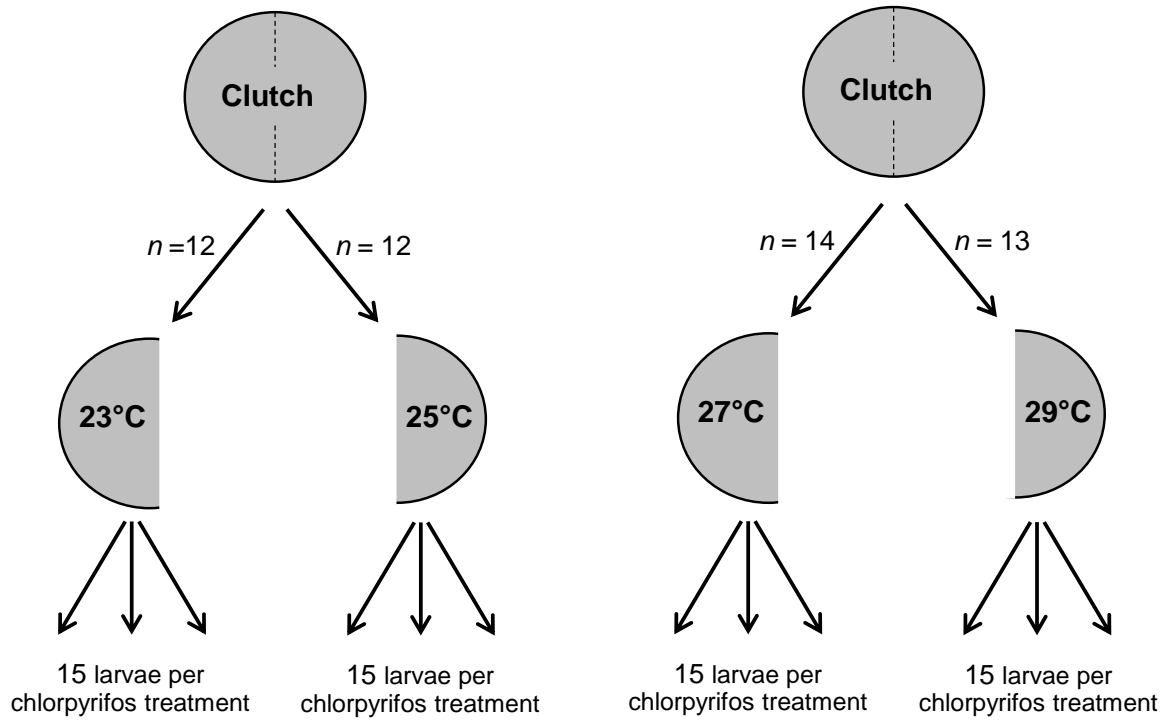 Clutch
Clutch
n =12
n = 12
n = 14
n = 13
23°C
25°C
27°C
29°C
15 larvae per
chlorpyrifos treatment
15 larvae per
chlorpyrifos treatment
15 larvae per
chlorpyrifos treatment
15 larvae per
chlorpyrifos treatment